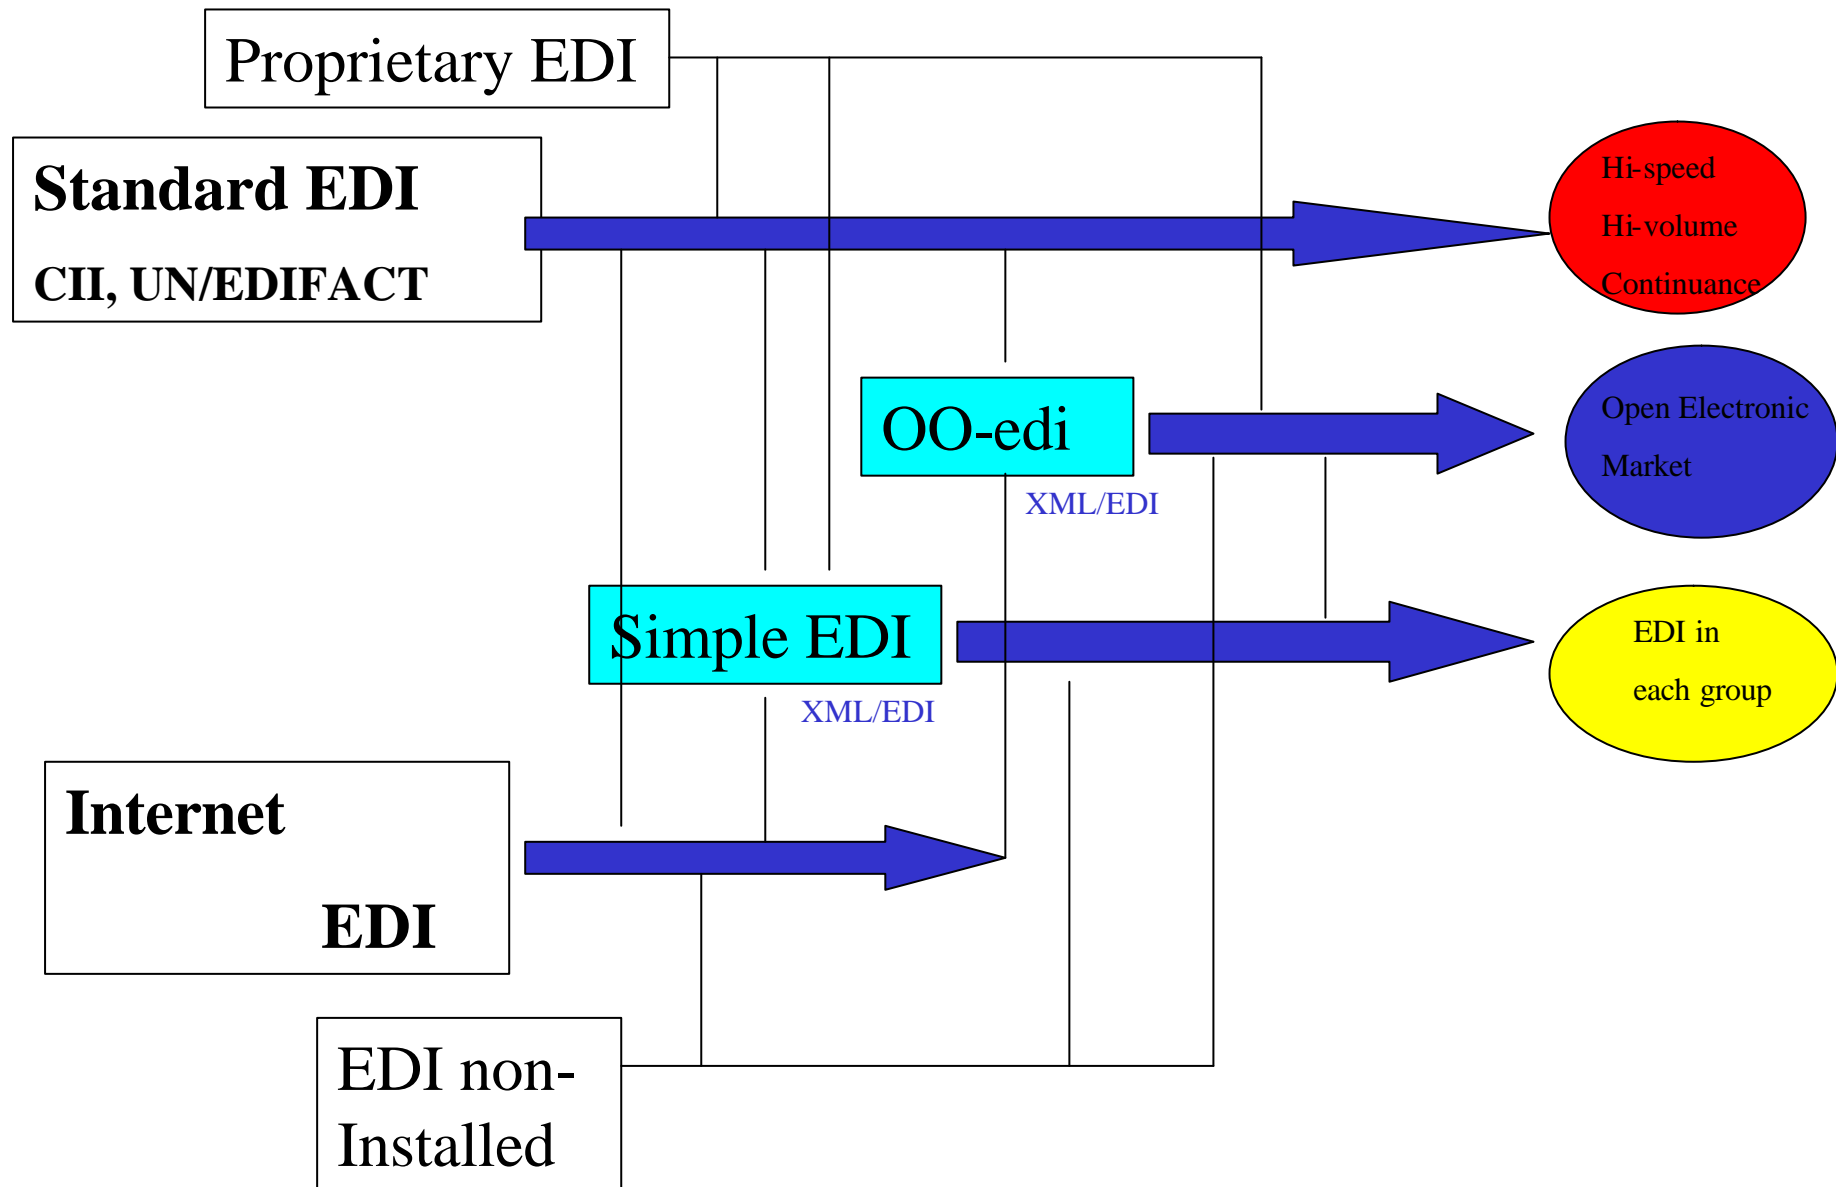 Proprietary EDI
Standard EDI
CII, UN/EDIFACT
Hi-speed
Hi-volume
Continuance
OO-edi
XML/EDI
Open Electronic
Market
Simple EDI
XML/EDI
EDI in
each group
Internet
EDI
EDI non-
Installed